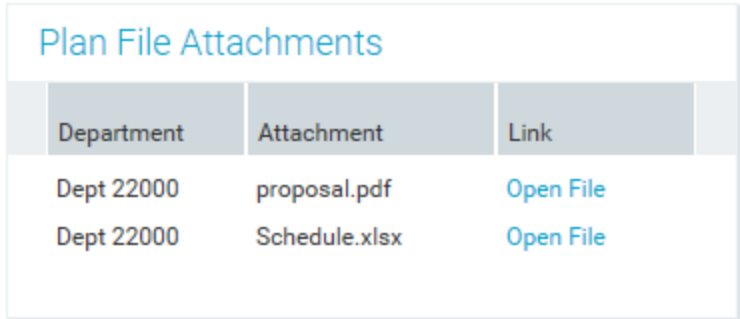 Plan File Attachments
Department Attachment Link
Dept 22000 proposal.pdf Open File
Dept 22000 Schedule.xlsx Open File